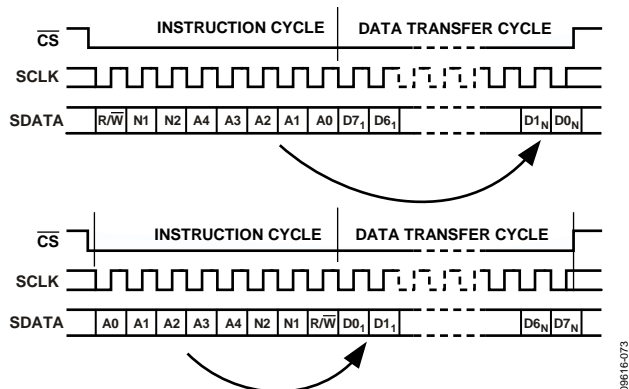 INSTRUCTION CYCLE DATA TRANSFER CYCLE
CS
SCLK
SDATA R/W N1 N2 A4 A3 A2 A1 A0 D71 D61 D1N D0N
INSTRUCTION CYCLE DATA TRANSFER CYCLE
CS
SCLK
SDATA A0 A1 A2 A3 A4 N2 N1 R/W D01 D11 D6N D7N
09616-073